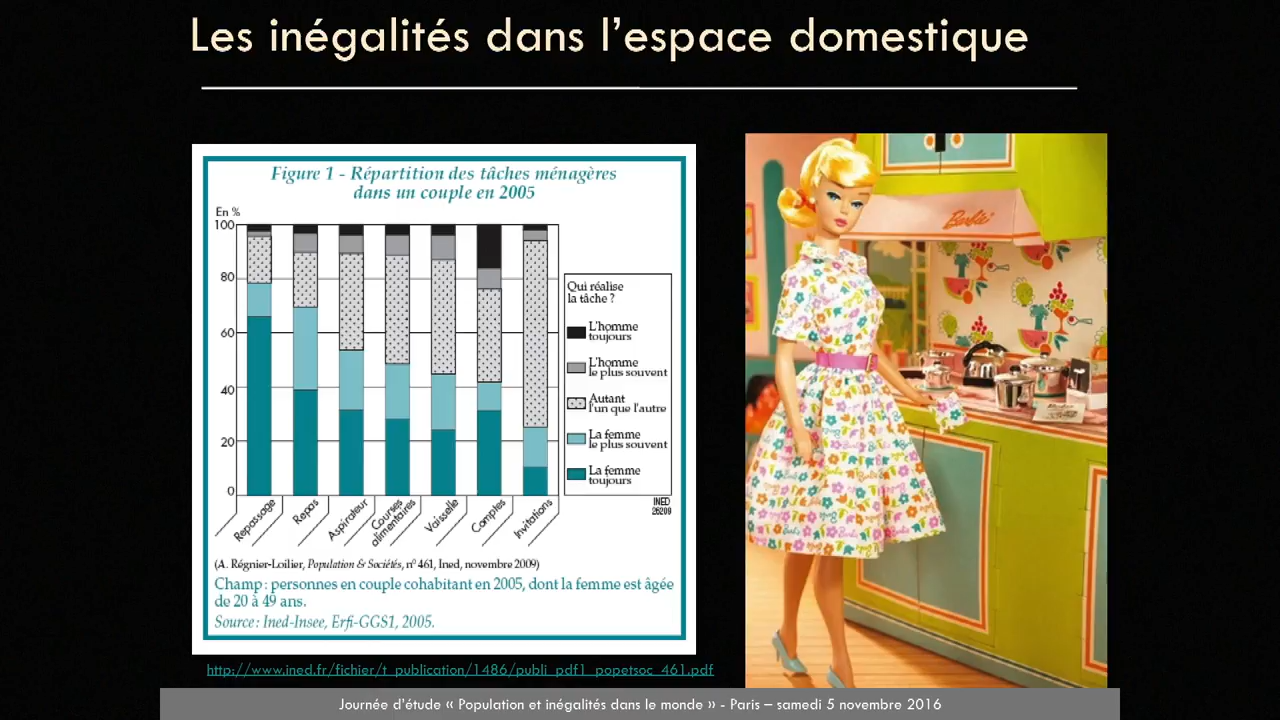 Les inégalités dans l’espace domestique
Figure 1 - Répartition des tâches ménagères
dans un couple en 2005
En %
100
80
60
40
20
0
Repassage
Repas
Aspirateur
Courses
alimentaires
Vaisselle
Comptes
Invitations
Qui réalise
la tâche ?
L'homme
toujours
L'homme
le plus souvent
Autant
l'un que l'autre
La femme
le plus souvent
La femme
toujours
INED
26209
(A. Régnier-Loilier, Population & Sociétés, n° 461, Ined, novembre 2009)
Champ : personnes en couple cohabitant en 2005, dont la femme est âgée
de 20 à 49 ans.
Source : Ined-Insee, Erfi-GGS1, 2005.
http://www.ined.fr/fichier/t_publication/1486/publi_pdf1_popetsoc_461.pdf
Barbie
Journée d’étude « Population et inégalités dans le monde » - Paris – samedi 5 novembre 2016